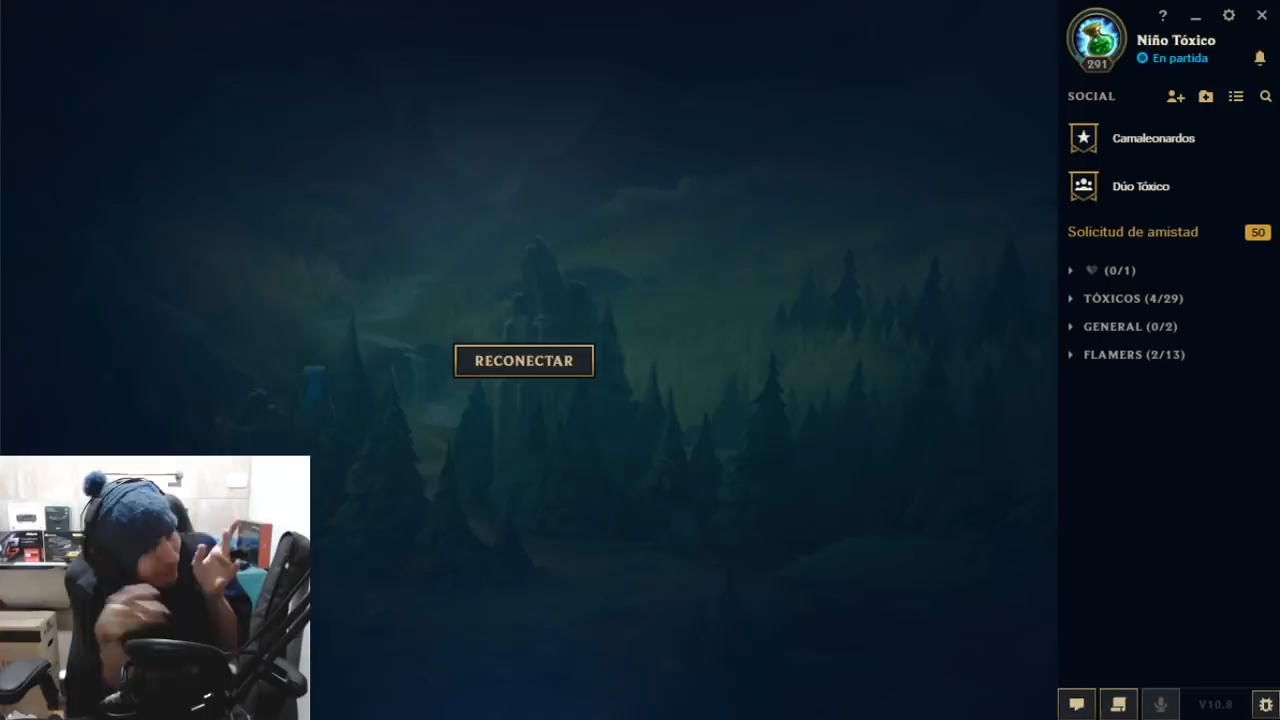 ?
Niño Tóxico
En partida
291
SOCIAL
Camaleonardos
Dúo Tóxico
Solicitud de amistad 50
(0/1)
TÓXICOS (4/29)
GENERAL (0/2)
FLAMERS (2/13)
RECONECTAR
V10.8